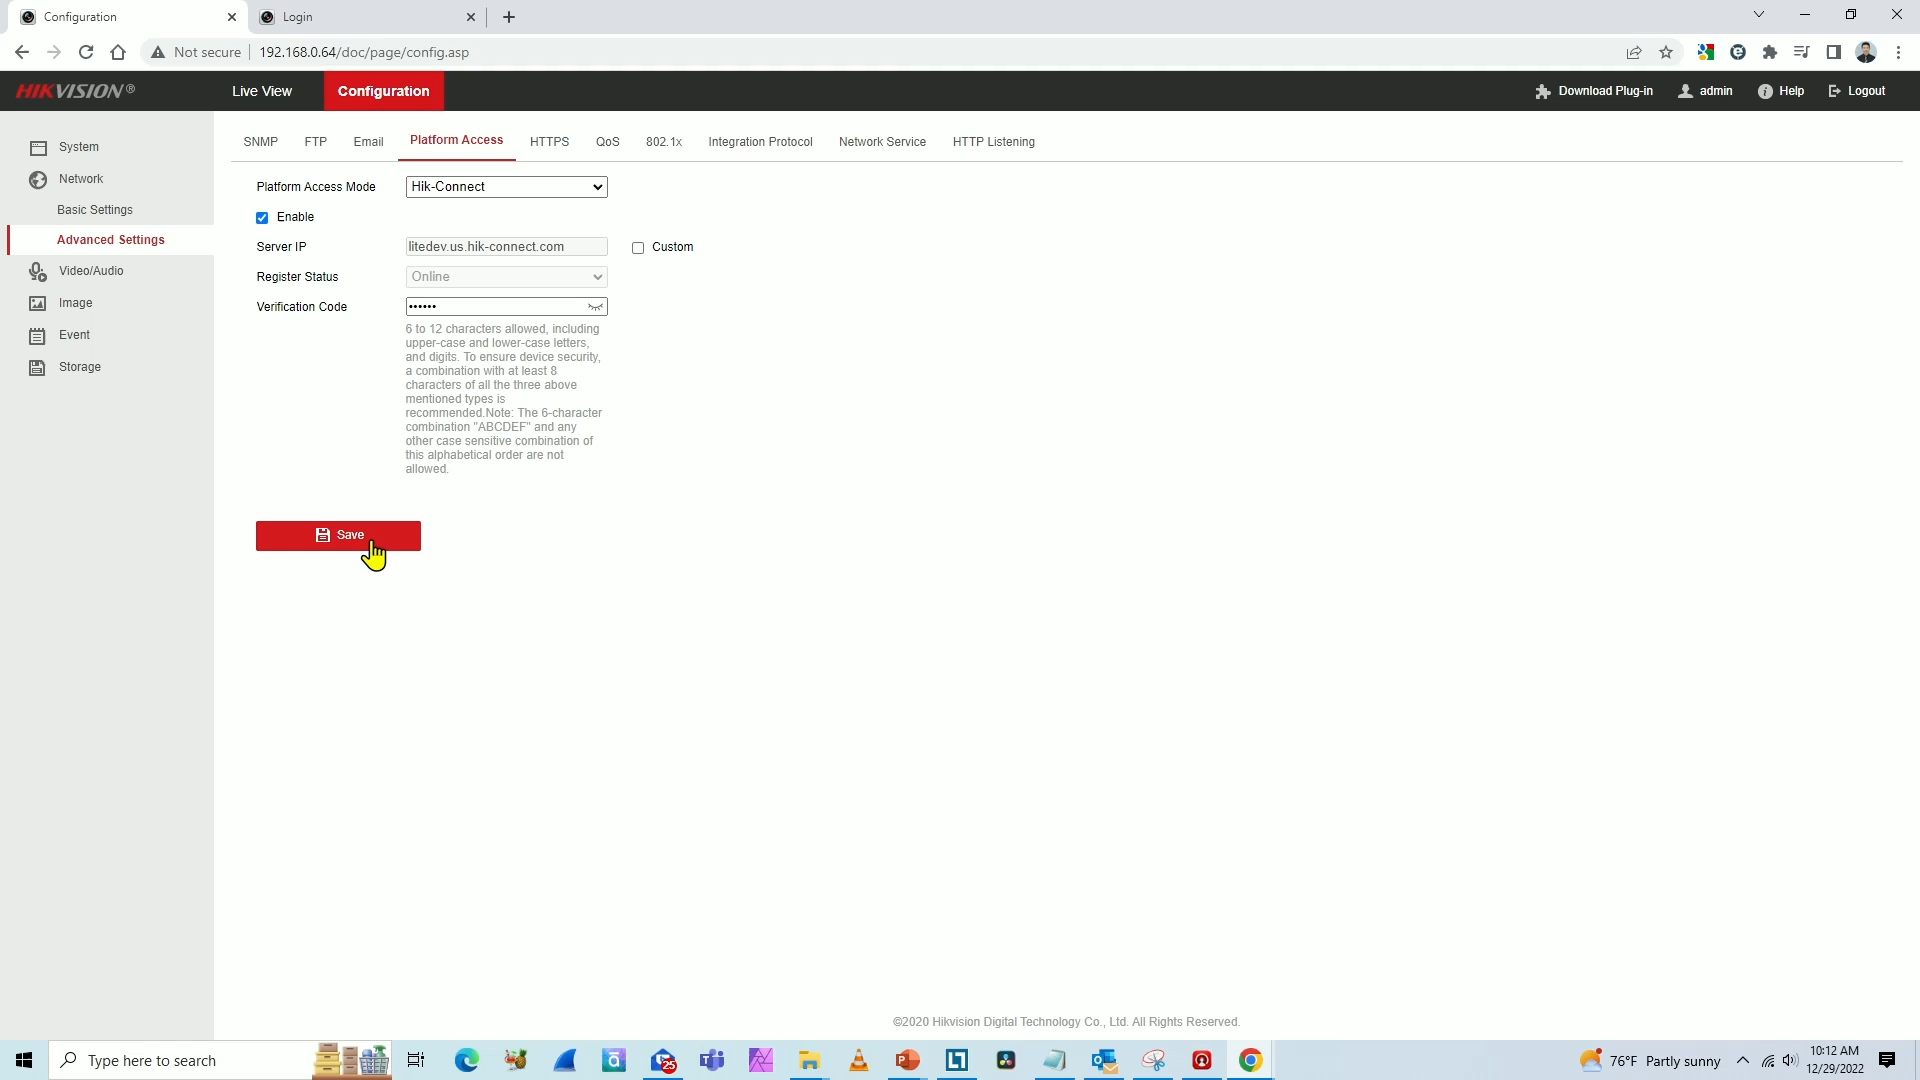 Configuration
Login
Not secure
192.168.0.64/doc/page/config.asp
HIKVISION®
Live View
Configuration
Download Plug-in
admin
Help
Logout
System
Network
Basic Settings
Advanced Settings
Video/Audio
Image
Event
Storage
SNMP
FTP
Email
Platform Access
HTTPS
QoS
802.1x
Integration Protocol
Network Service
HTTP Listening
Platform Access Mode
Hik-Connect
Enable
Server IP
litedev.us.hik-connect.com
Custom
Register Status
Online
Verification Code
••••••
6 to 12 characters allowed, including
upper-case and lower-case letters,
and digits. To ensure device security,
a combination with at least 8
characters of all the three above
mentioned types is
recommended.Note: The 6-character
combination "ABCDEF" and any
other case sensitive combination of
this alphabetical order are not
allowed.
Save
©2020 Hikvision Digital Technology Co., Ltd. All Rights Reserved.
Type here to search
25
76°F Partly sunny
10:12 AM
12/29/2022